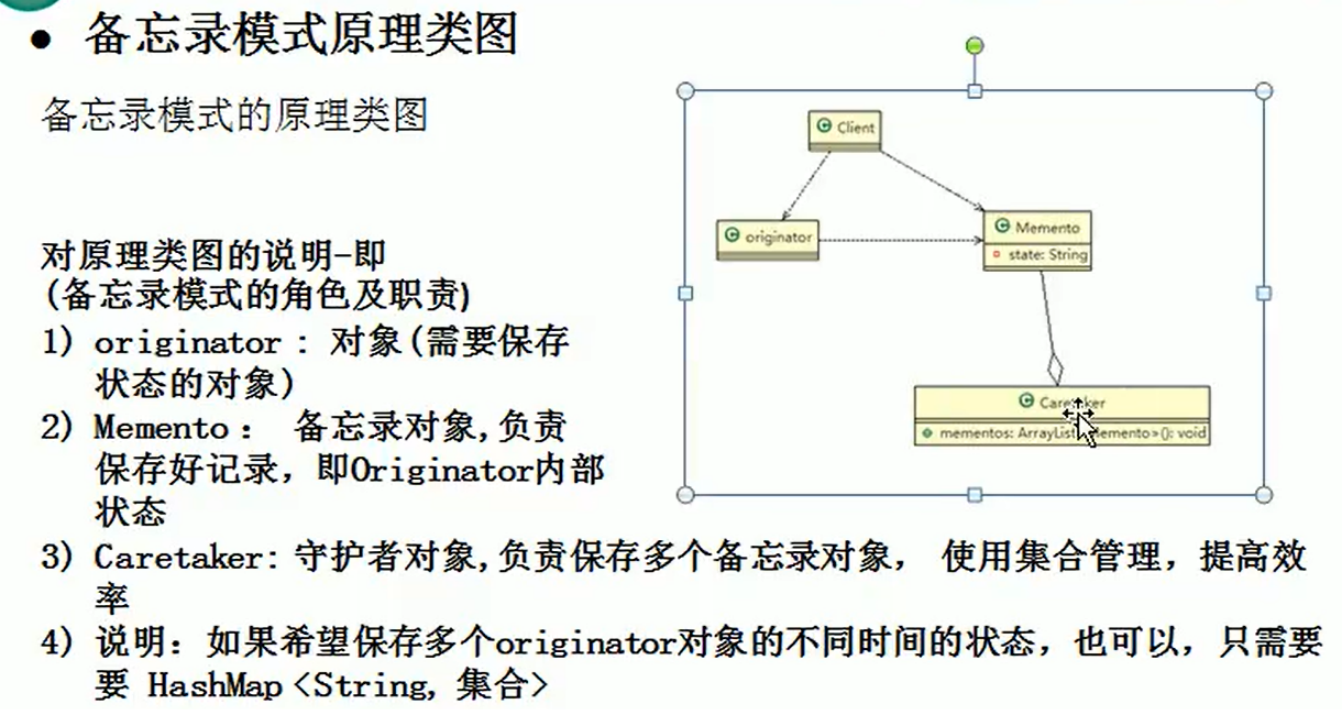 ● 备忘录模式原理类图
备忘录模式的原理类图
对原理类图的说明-即
(备忘录模式的角色及职责)
1) originator : 对象(需要保存
状态的对象)
2) Memento : 备忘录对象,负责
保存好记录，即Originator内部
状态
3) Caretaker: 守护者对象,负责保存多个备忘录对象， 使用集合管理，提高效
率
4) 说明：如果希望保存多个originator对象的不同时间的状态，也可以，只需要
要 HashMap <String, 集合>
Client
originator
Memento
state: String
mementos: ArrayList (): void